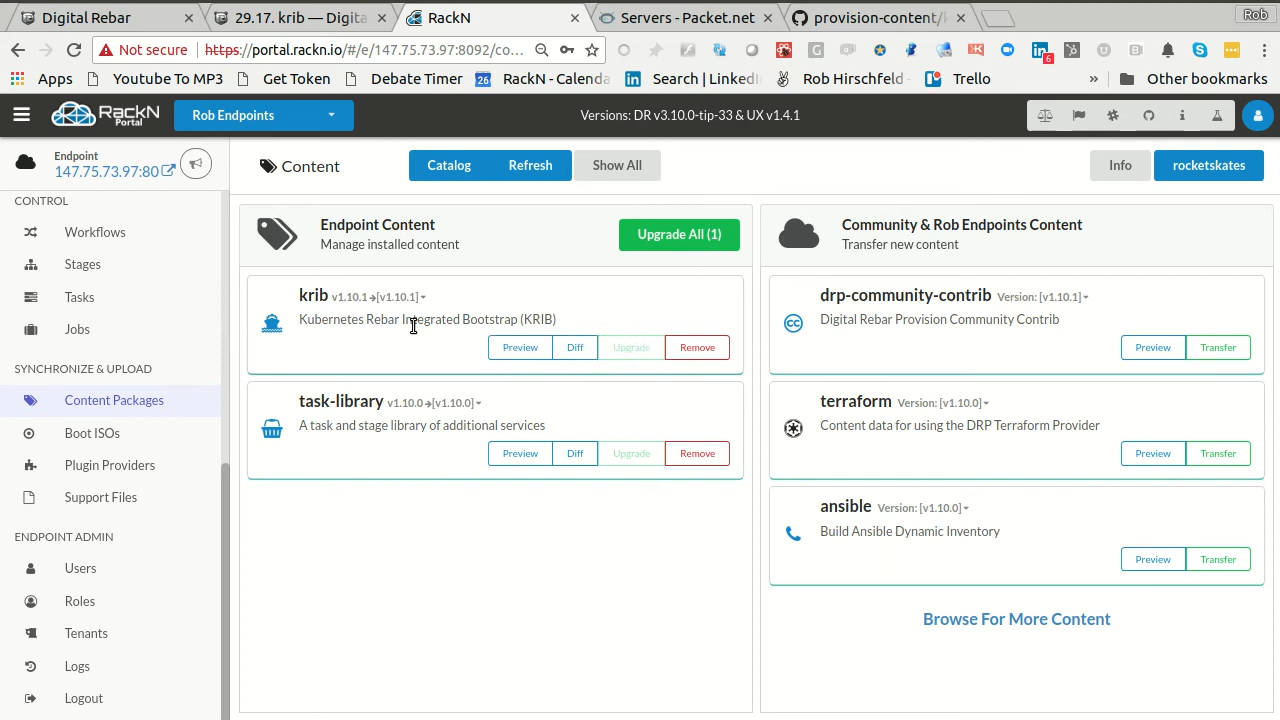 Digital Rebar
29.17. krib — Digita
RackN
Servers - Packet.net
provision-content/k
Rob
Not secure
https://portal.rackn.io/#/e/147.75.73.97:8092/co...
6
Apps
Youtube To MP3
Get Token
Debate Timer
26
RackN - Calenda
Search | LinkedI
Rob Hirschfeld -
Trello
»
Other bookmarks
RackN
Portal
Rob Endpoints
Versions: DR v3.10.0-tip-33 & UX v1.4.1
Endpoint
147.75.73.97:80
Content
Catalog
Refresh
Show All
Info
rocketskates
CONTROL
Workflows
Stages
Tasks
Jobs
SYNCHRONIZE & UPLOAD
Content Packages
Boot ISOs
Plugin Providers
Support Files
ENDPOINT ADMIN
Users
Roles
Tenants
Logs
Logout
Endpoint Content
Manage installed content
Upgrade All (1)
krib v1.10.1 →[v1.10.1]
Kubernetes Rebar Integrated Bootstrap (KRIB)
Preview Diff Upgrade Remove
task-library v1.10.0 →[v1.10.0]
A task and stage library of additional services
Preview Diff Upgrade Remove
Community & Rob Endpoints Content
Transfer new content
drp-community-contrib Version: [v1.10.1]
Digital Rebar Provision Community Contrib
Preview Transfer
terraform Version: [v1.10.0]
Content data for using the DRP Terraform Provider
Preview Transfer
ansible Version: [v1.10.0]
Build Ansible Dynamic Inventory
Preview Transfer
Browse For More Content